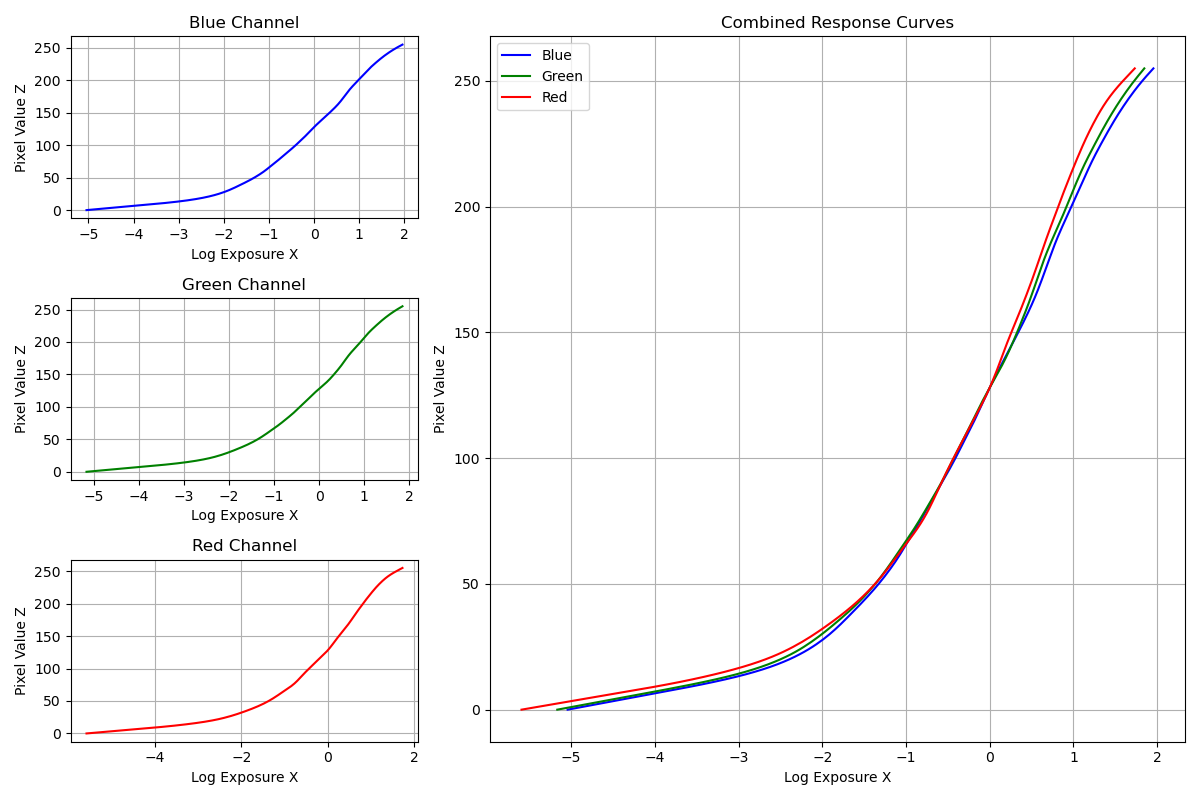 Blue Channel
Pixel Value Z
250
200
150
100
50
0
−5 −4 −3 −2 −1 0 1 2
Log Exposure X
Green Channel
Pixel Value Z
250
200
150
100
50
0
−5 −4 −3 −2 −1 0 1 2
Log Exposure X
Red Channel
Pixel Value Z
250
200
150
100
50
0
−4 −2 0 2
Log Exposure X
Combined Response Curves
Blue
Green
Red
Pixel Value Z
250
200
150
100
50
0
−5 −4 −3 −2 −1 0 1 2
Log Exposure X